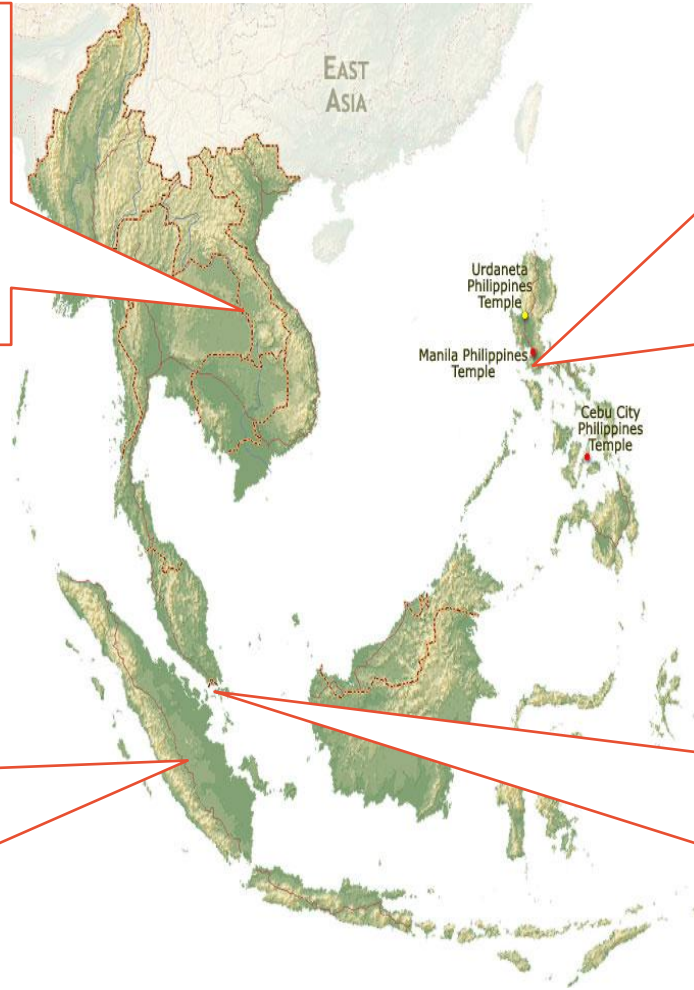 EAST
ASIA
Urdaneta
Philippines
Temple
Manila Philippines
Temple
Cebu City
Philippines
Temple